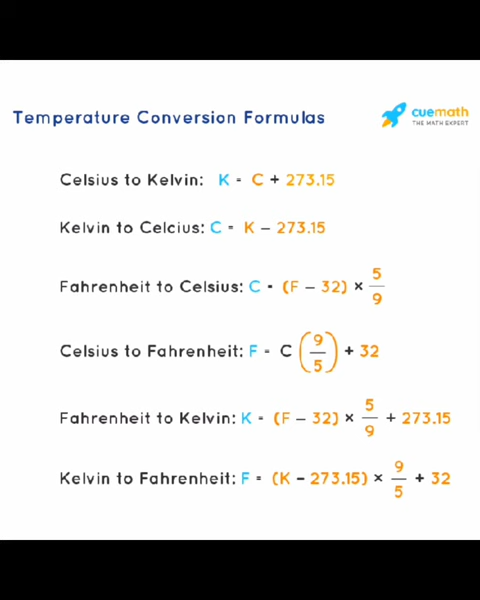 Temperature Conversion Formulas
cuemath
THE MATH EXPERT
Celsius to Kelvin: K = C + 273.15
Kelvin to Celcius: C = K – 273.15
Fahrenheit to Celsius: C = (F – 32) × 5/9
Celsius to Fahrenheit: F = C (9/5) + 32
Fahrenheit to Kelvin: K = (F – 32) × 5/9 + 273.15
Kelvin to Fahrenheit: F = (K – 273.15) × 9/5 + 32